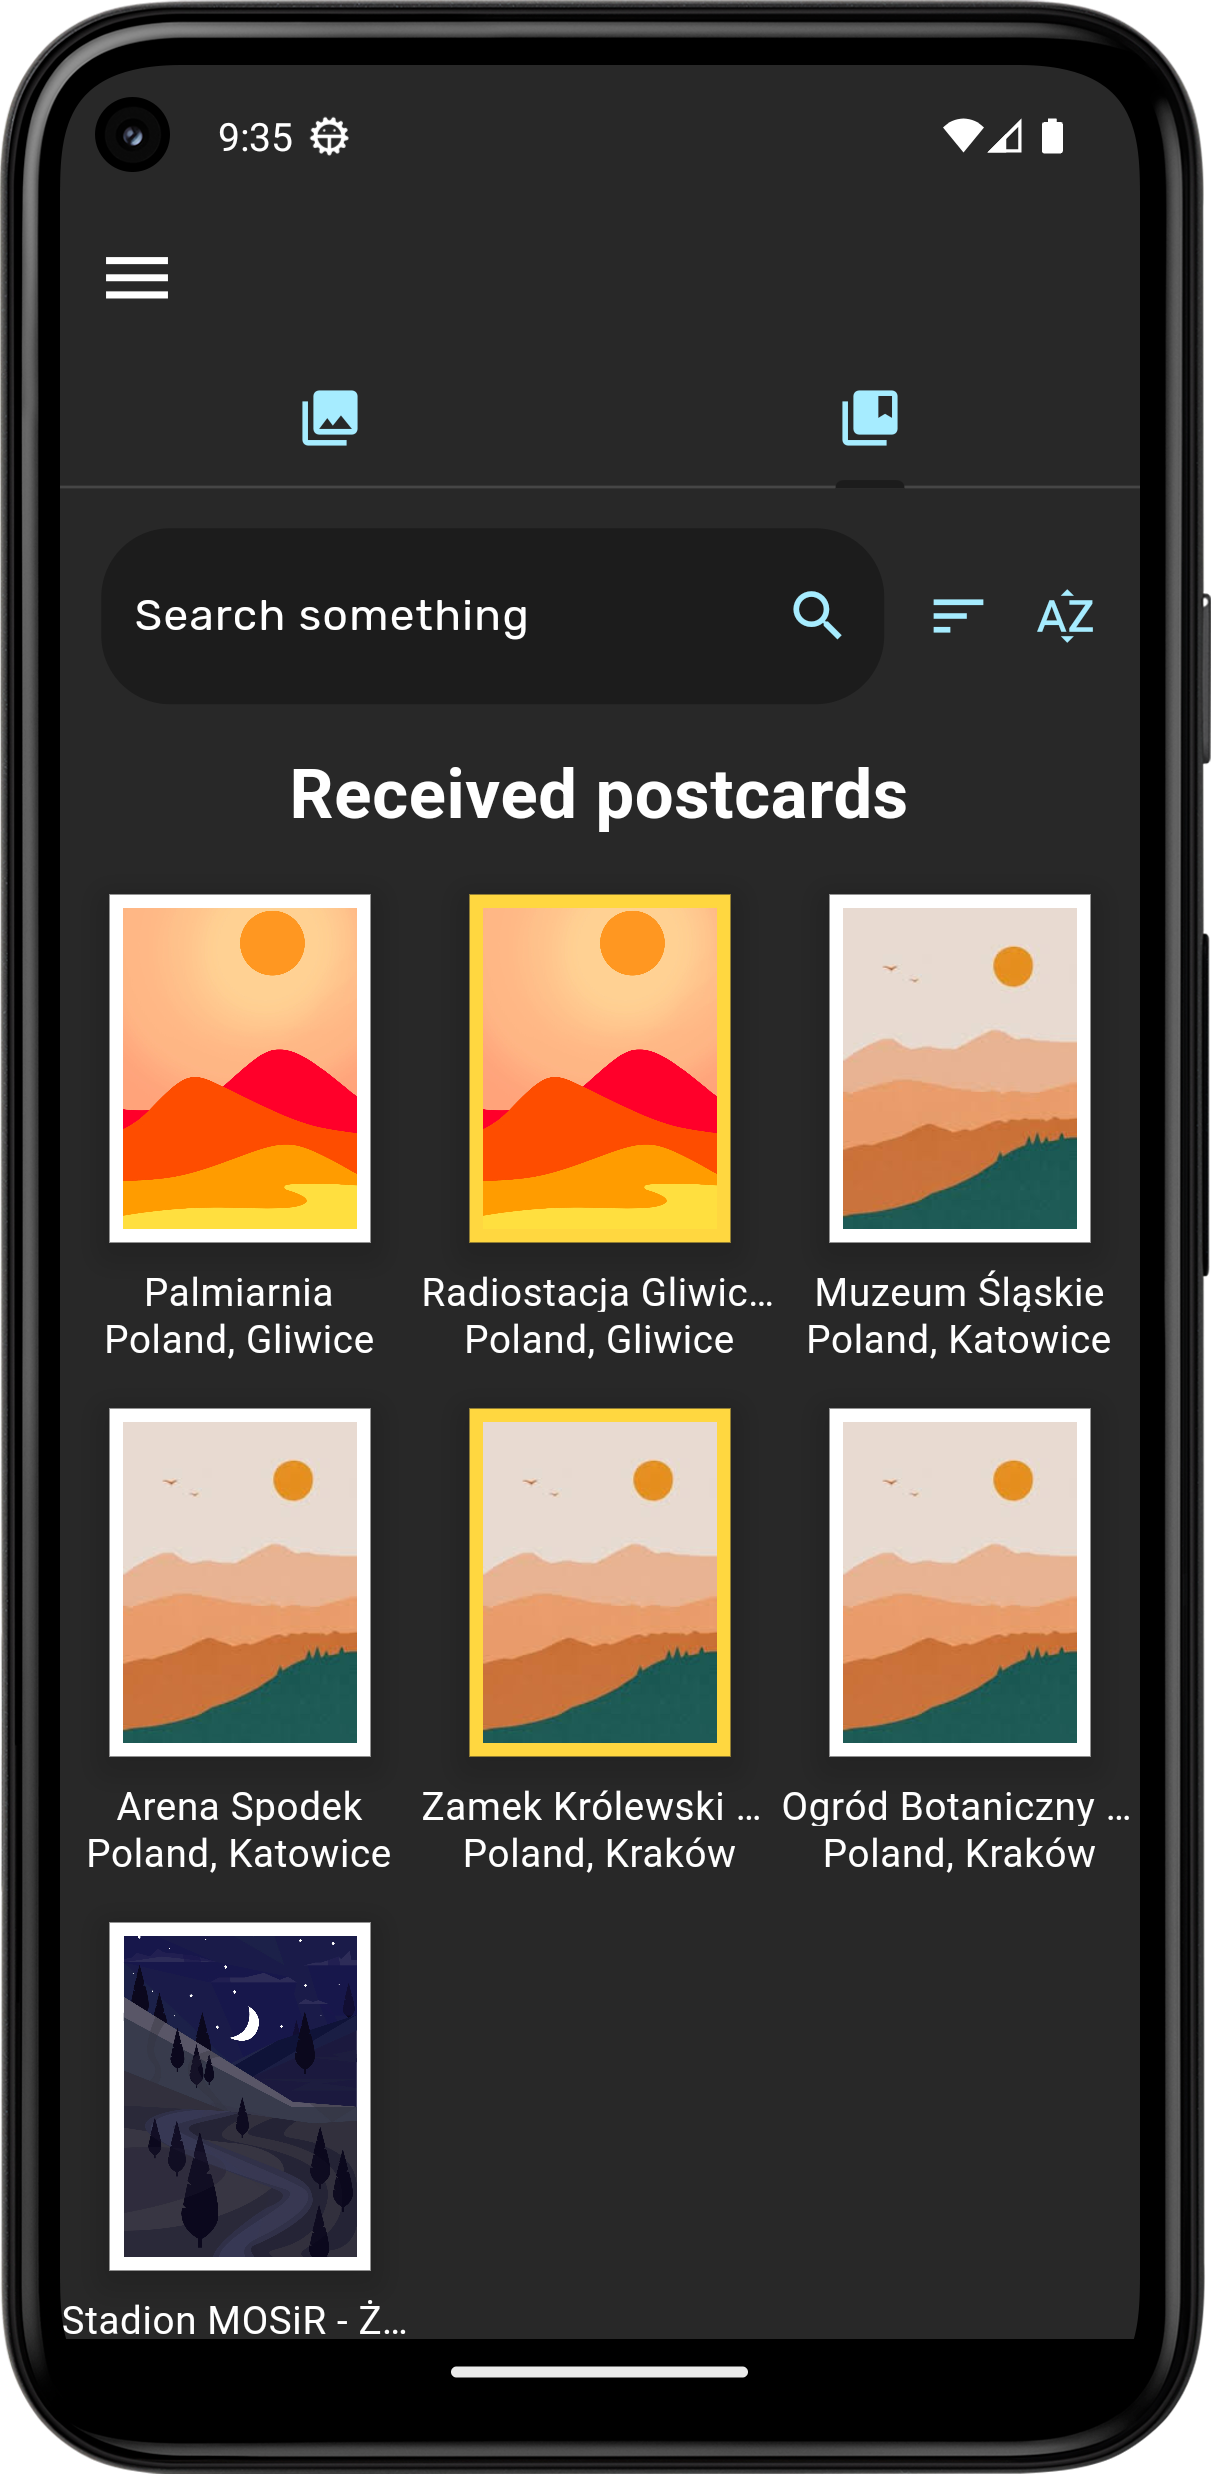 9:35
Search something
AZ
Received postcards
Palmiarnia
Poland, Gliwice
Radiostacja Gliwic...
Poland, Gliwice
Muzeum Śląskie
Poland, Katowice
Arena Spodek
Poland, Katowice
Zamek Królewski ...
Poland, Kraków
Ogród Botaniczny ...
Poland, Kraków
Stadion MOSiR - Ż...